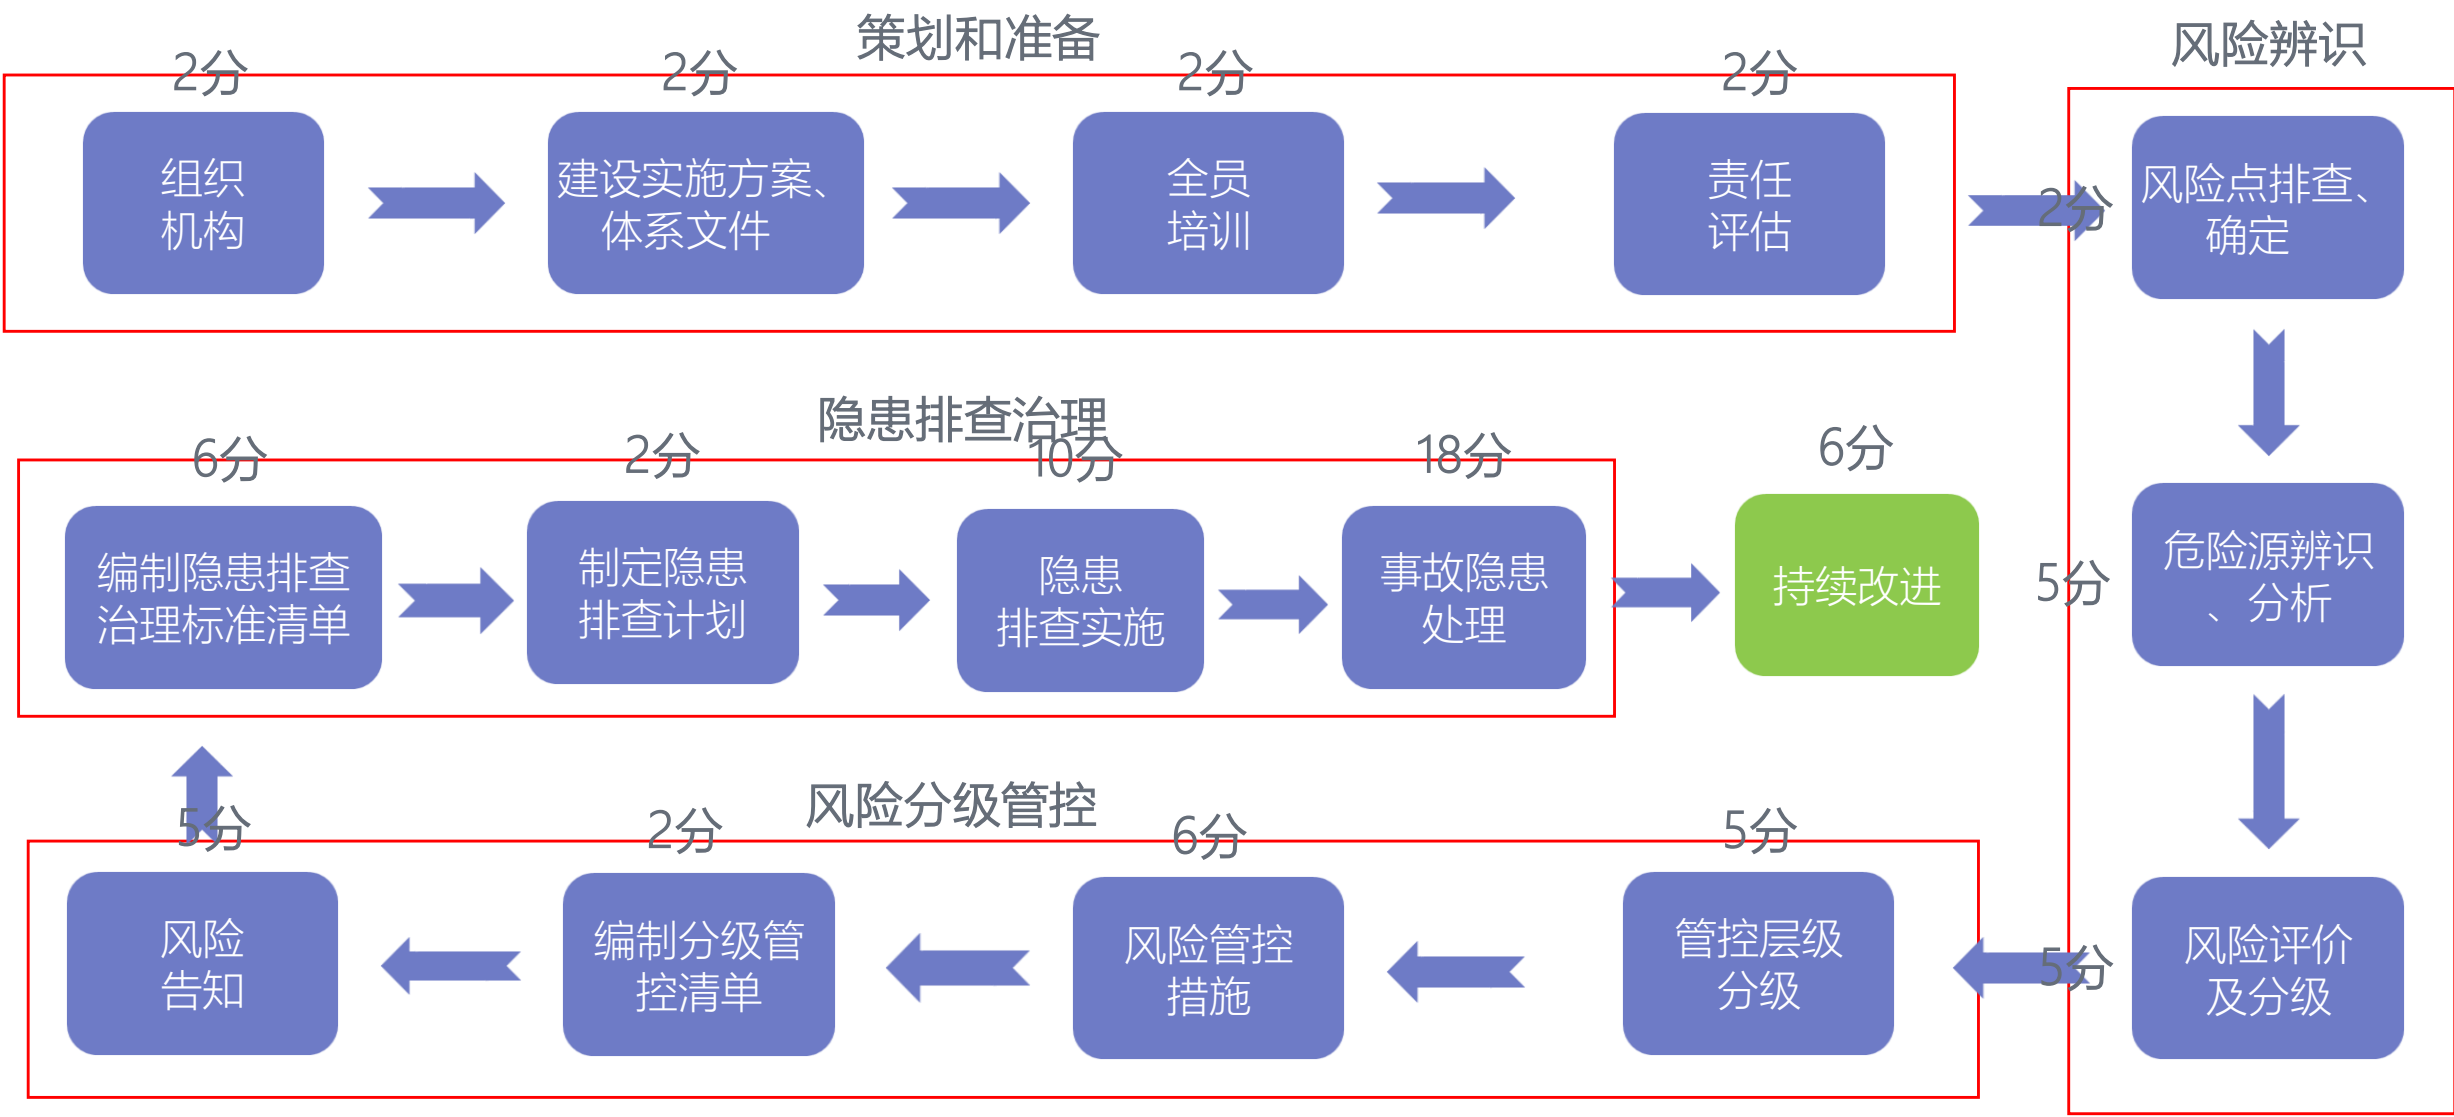 策划和准备
2分
2分
2分
2分
组织
机构
建设实施方案、
体系文件
全员
培训
责任
评估
风险辨识
2分
风险点排查、
确定
5分
危险源辨识
、分析
5分
风险评价
及分级
隐患排查治理
6分
2分
10分
18分
6分
编制隐患排查
治理标准清单
制定隐患
排查计划
隐患
排查实施
事故隐患
处理
持续改进
风险分级管控
5分
2分
6分
5分
风险
告知
编制分级管
控清单
风险管控
措施
管控层级
分级